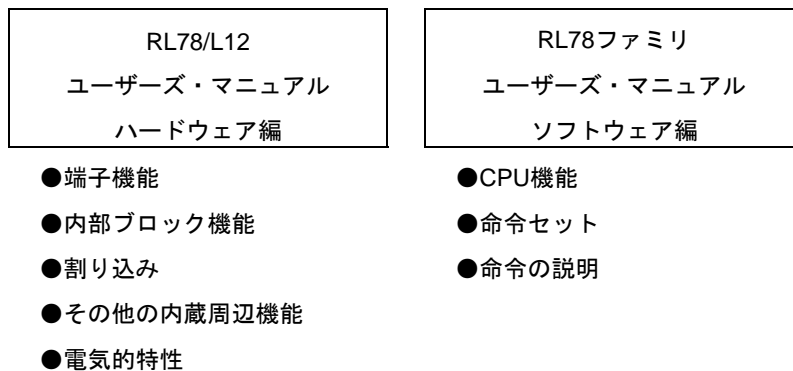 RL78/L12
ユーザーズ・マニュアル
ハードウェア編
●端子機能
●内部ブロック機能
●割り込み
●その他の内蔵周辺機能
●電気的特性
RL78ファミリ
ユーザーズ・マニュアル
ソフトウェア編
●CPU機能
●命令セット
●命令の説明